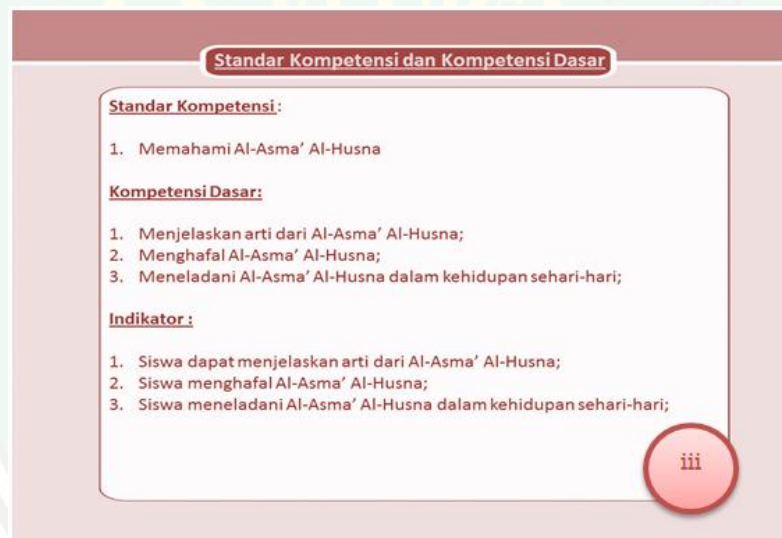 Standar Kompetensi dan Kompetensi Dasar
Standar Kompetensi :
1. Memahami Al-Asma’ Al-Husna
Kompetensi Dasar:
1. Menjelaskan arti dari Al-Asma’ Al-Husna;
2. Menghafal Al-Asma’ Al-Husna;
3. Meneladani Al-Asma’ Al-Husna dalam kehidupan sehari-hari;
Indikator :
1. Siswa dapat menjelaskan arti dari Al-Asma’ Al-Husna;
2. Siswa menghafal Al-Asma’ Al-Husna;
3. Siswa meneladani Al-Asma’ Al-Husna dalam kehidupan sehari-hari;
iii